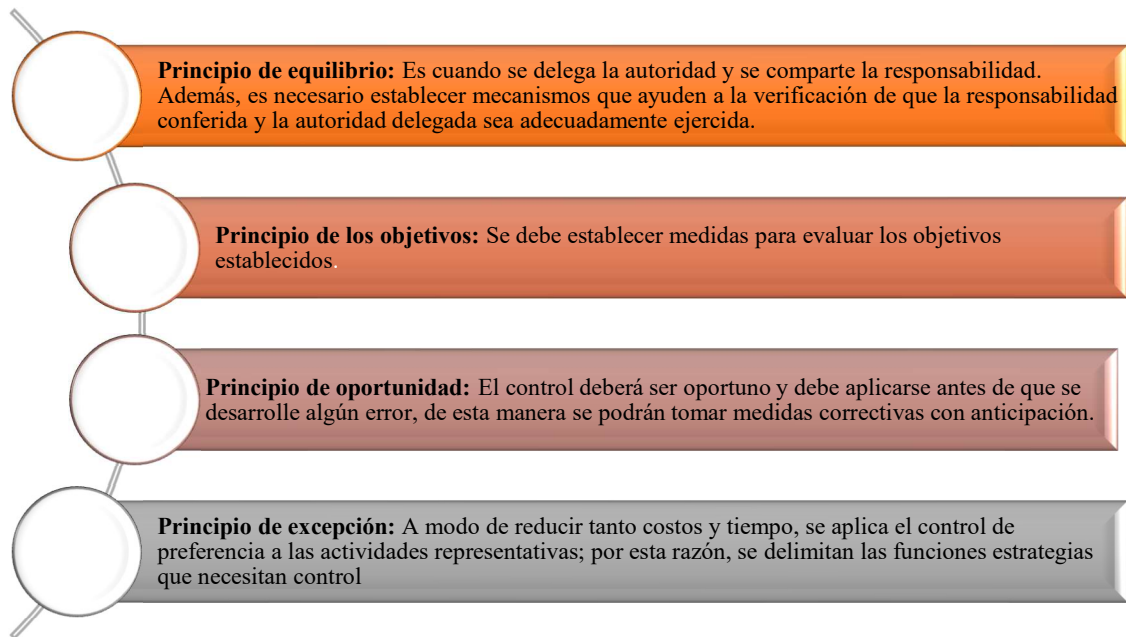 Principio de equilibrio: Es cuando se delega la autoridad y se comparte la responsabilidad.
Además, es necesario establecer mecanismos que ayuden a la verificación de que la responsabilidad
conferida y la autoridad delegada sea adecuadamente ejercida.
Principio de los objetivos: Se debe establecer medidas para evaluar los objetivos
establecidos.
Principio de oportunidad: El control deberá ser oportuno y debe aplicarse antes de que se
desarrolle algún error, de esta manera se podrán tomar medidas correctivas con anticipación.
Principio de excepción: A modo de reducir tanto costos y tiempo, se aplica el control de
preferencia a las actividades representativas; por esta razón, se delimitan las funciones estrategias
que necesitan control